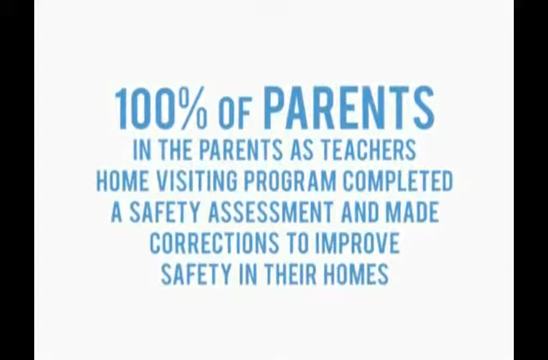 100% OF PARENTS
IN THE PARENTS AS TEACHERS
HOME VISITING PROGRAM COMPLETED
A SAFETY ASSESSMENT AND MADE
CORRECTIONS TO IMPROVE
SAFETY IN THEIR HOMES